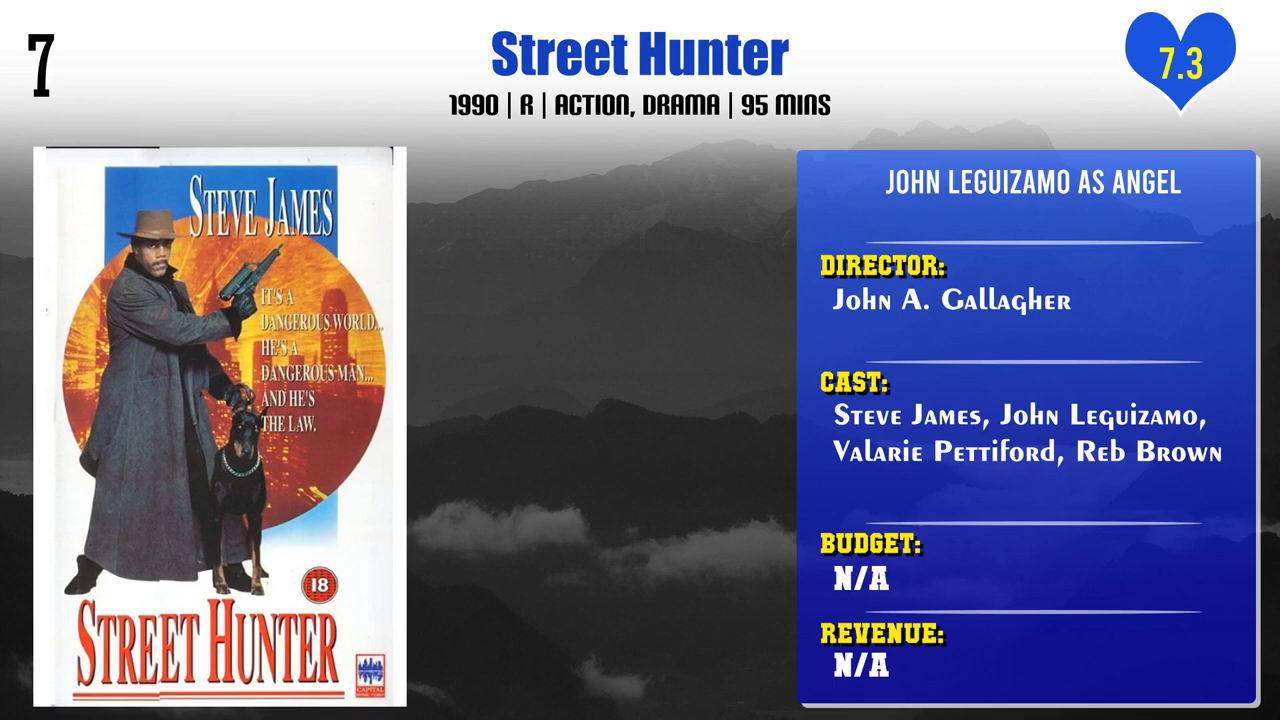 7
Street Hunter
7.3
1990 | R | ACTION, DRAMA | 95 MINS
STEVE JAMES
IT'S A
DANGEROUS WORLD...
HE'S A
DANGEROUS MAN...
AND HE'S
THE LAW.
18
STREET HUNTER
CAPITAL
JOHN LEGUIZAMO AS ANGEL
DIRECTOR:
John A. Gallagher
CAST:
Steve James, John Leguizamo,
Valarie Pettiford, Reb Brown
BUDGET:
N/A
REVENUE:
N/A